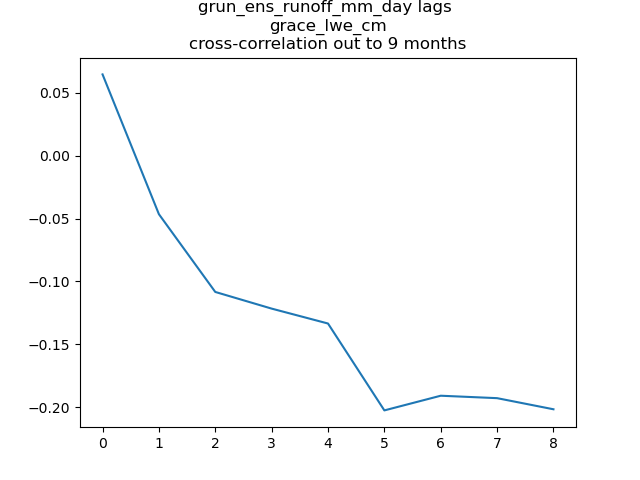 grun_ens_runoff_mm_day lags
grace_lwe_cm
cross-correlation out to 9 months
0.05
0.00
−0.05
−0.10
−0.15
−0.20
0 1 2 3 4 5 6 7 8